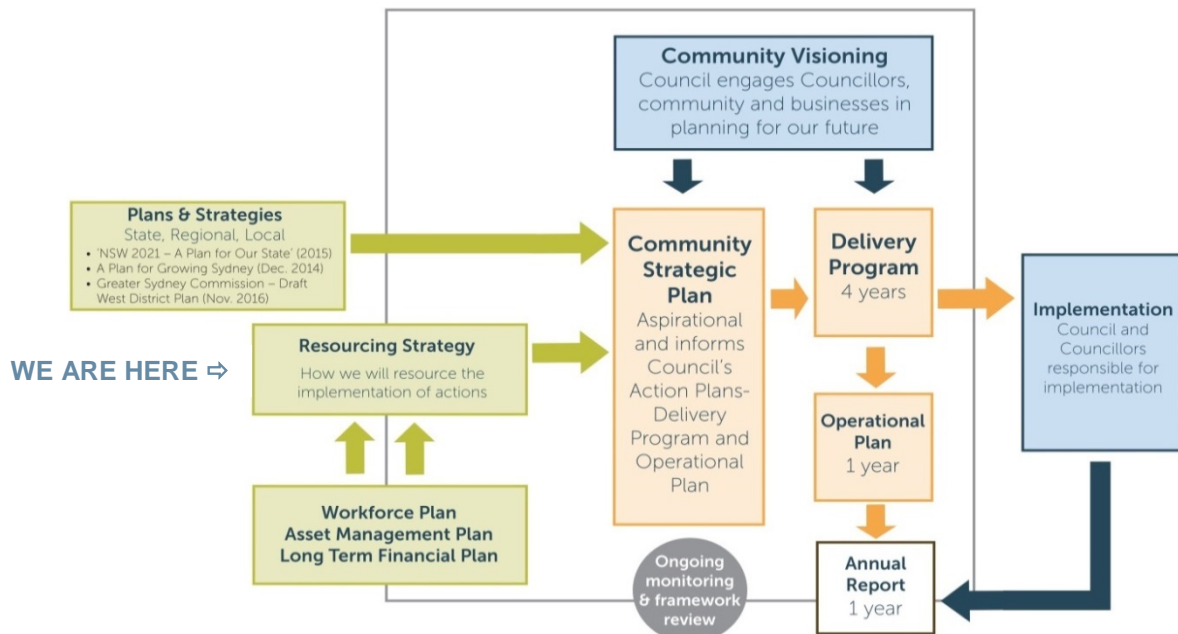 Community Visioning
Council engages Councillors,
community and businesses in
planning for our future
Plans & Strategies
State, Regional, Local
• 'NSW 2021 – A Plan for Our State' (2015)
• A Plan for Growing Sydney (Dec. 2014)
• Greater Sydney Commission – Draft
West District Plan (Nov. 2016)
WE ARE HERE ⇨
Resourcing Strategy
How we will resource the
implementation of actions
Workforce Plan
Asset Management Plan
Long Term Financial Plan
Community
Strategic
Plan
Aspirational
and informs
Council's
Action Plans-
Delivery
Program and
Operational
Plan
Delivery
Program
4 years
Operational
Plan
1 year
Annual
Report
1 year
Implementation
Council and
Councillors
responsible for
implementation
Ongoing
monitoring
& framework
review